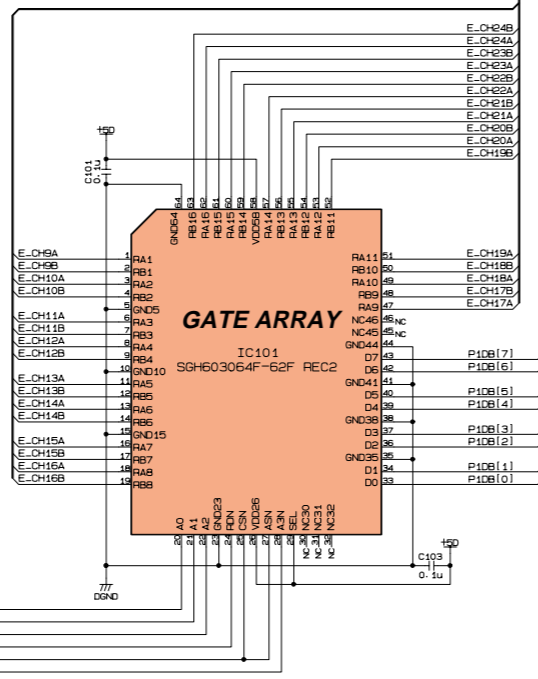 E_CH24B
E_CH24A
E_CH23B
E_CH23A
E_CH22B
E_CH22A
E_CH21B
E_CH21A
E_CH20B
E_CH20A
E_CH19B
+5D
C101
0.1u
64 63 62 61 60 59 58 57 56 55 54 53 52
GND64 RB16 RA16 RB15 RA15 RB14 VDD58 RA14 RB13 RA13 RB12 RA12 RB11
E_CH9A 1 RA1
E_CH9B 2 RB1
E_CH10A 3 RA2
E_CH10B 4 RB2
5 GND5
E_CH11A 6 RA3
E_CH11B 7 RB3
E_CH12A 8 RA4
E_CH12B 9 RB4
10 GND10
E_CH13A 11 RA5
E_CH13B 12 RB5
E_CH14A 13 RA6
E_CH14B 14 RB6
15 GND15
E_CH15A 16 RA7
E_CH15B 17 RB7
E_CH16A 18 RA8
E_CH16B 19 RB8
GATE ARRAY
IC101
SGH603064F-62F REC2
RA11 51 E_CH19A
RB10 50 E_CH18B
RA10 49 E_CH18A
RB9 48 E_CH17B
RA9 47 E_CH17A
NC46 46 NC
NC45 45 NC
GND44 44
D7 43 P1DB[7]
D6 42 P1DB[6]
GND41 41
D5 40 P1DB[5]
D4 39 P1DB[4]
GND38 38
D3 37 P1DB[3]
D2 36 P1DB[2]
GND35 35
D1 34 P1DB[1]
D0 33 P1DB[0]
A0 A1 A2 GND23 RDN CSN VDD26 ASN A3N SEL NC30 NC31 NC32
20 21 22 23 24 25 26 27 28 29 30 31 32
NC NC NC
DGND
+5D
C103
0.1u